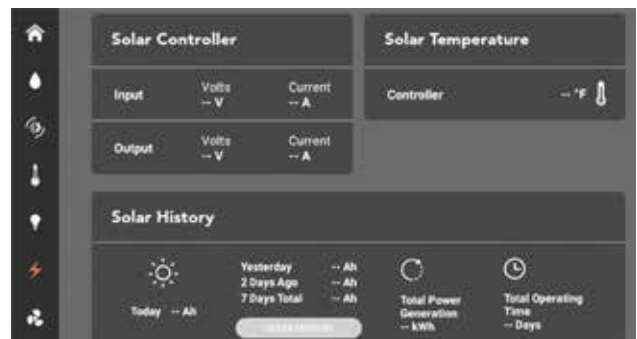 Solar Controller
Input
Volts
-- V
Current
-- A
Output
Volts
-- V
Current
-- A
Solar Temperature
Controller
-- °F
Solar History
Today -- Ah
Yesterday -- Ah
2 Days Ago -- Ah
7 Days Total -- Ah
Total Power
Generation
-- kWh
Total Operating
Time
-- Days